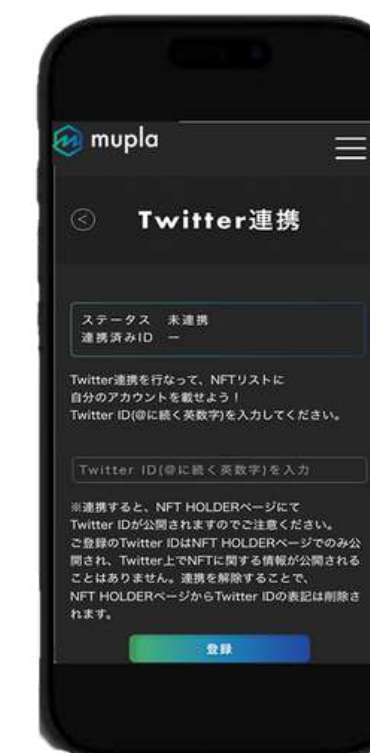 mupla
Twitter連携
ステータス 未連携
連携済みID ー
Twitter連携を行なって、NFTリストに
自分のアカウントを載せよう！
Twitter ID(@に続く英数字)を入力してください。
Twitter ID(@に続く英数字)を入力
※連携すると、NFT HOLDERページにて
Twitter IDが公開されますのでご注意ください。
ご登録のTwitter IDはNFT HOLDERページでのみ公
開され、Twitter上でNFTに関する情報が公開される
ことはありません。連携を解除することで、
NFT HOLDERページからTwitter IDの表記は削除さ
れます。
登録